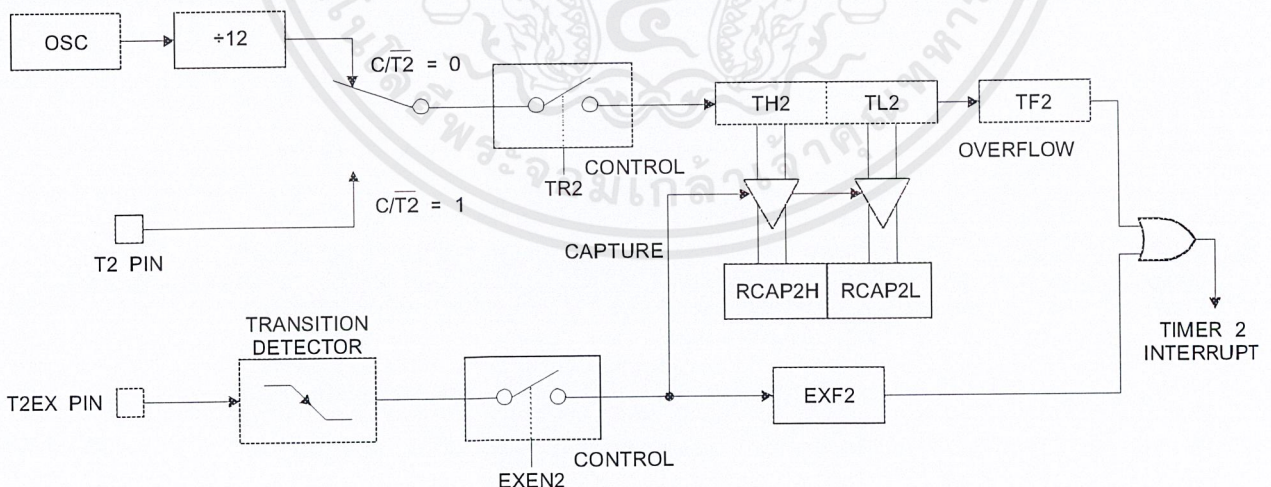 OSC
÷12
C/T2̅ = 0
TH2
TL2
TF2
OVERFLOW
CONTROL
TR2
C/T2̅ = 1
T2 PIN
CAPTURE
RCAP2H
RCAP2L
TRANSITION
DETECTOR
TIMER 2
INTERRUPT
T2EX PIN
EXF2
CONTROL
EXEN2